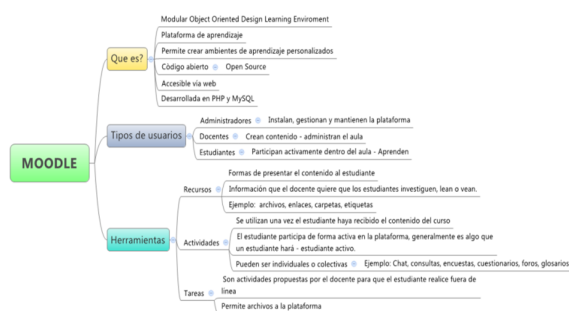 MOODLE
Que es?
Modular Object Oriented Design Learning Enviroment
Plataforma de aprendizaje
Permite crear ambientes de aprendizaje personalizados
Código abierto
Open Source
Accesible vía web
Desarrollada en PHP y MySQL
Tipos de usuarios
Administradores
Instalan, gestionan y mantienen la plataforma
Docentes
Crean contenido - administran el aula
Estudiantes
Participan activamente dentro del aula - Aprenden
Herramientas
Recursos
Formas de presentar el contenido al estudiante
Información que el docente quiere que los estudiantes investiguen, lean o vean.
Ejemplo: archivos, enlaces, carpetas, etiquetas
Actividades
Se utilizan una vez el estudiante haya recibido el contenido del curso
El estudiante participa de forma activa en la plataforma, generalmente es algo que
un estudiante hará - estudiante activo.
Pueden ser individuales o colectivas
Ejemplo: Chat, consultas, encuestas, cuestionarios, foros, glosarios
Tareas
Son actividades propuestas por el docente para que el estudiante realice fuera de
línea
Permite archivos a la plataforma